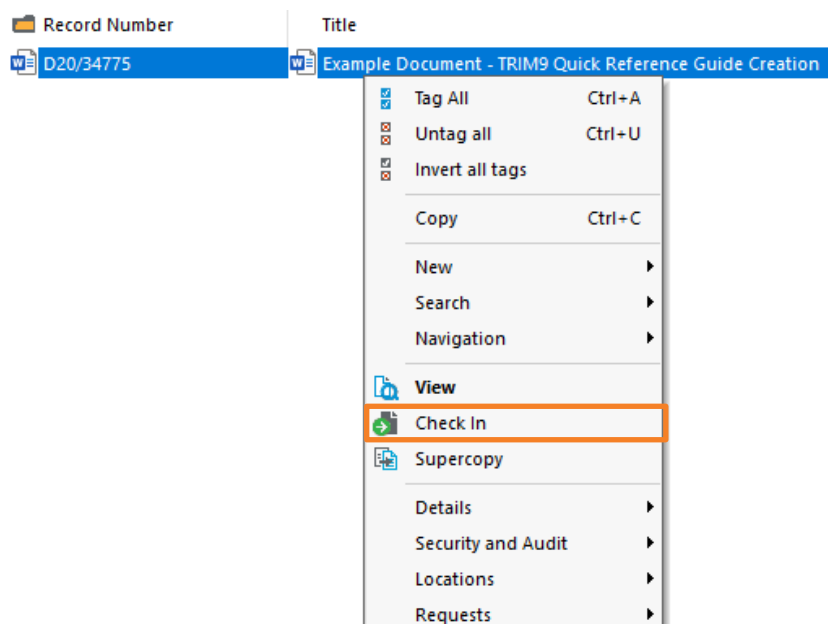 Record Number Title
D20/34775 Example Document - TRIM9 Quick Reference Guide Creation
Tag All Ctrl+A
Untag all Ctrl+U
Invert all tags
Copy Ctrl+C
New
Search
Navigation
View
Check In
Supercopy
Details
Security and Audit
Locations
Requests